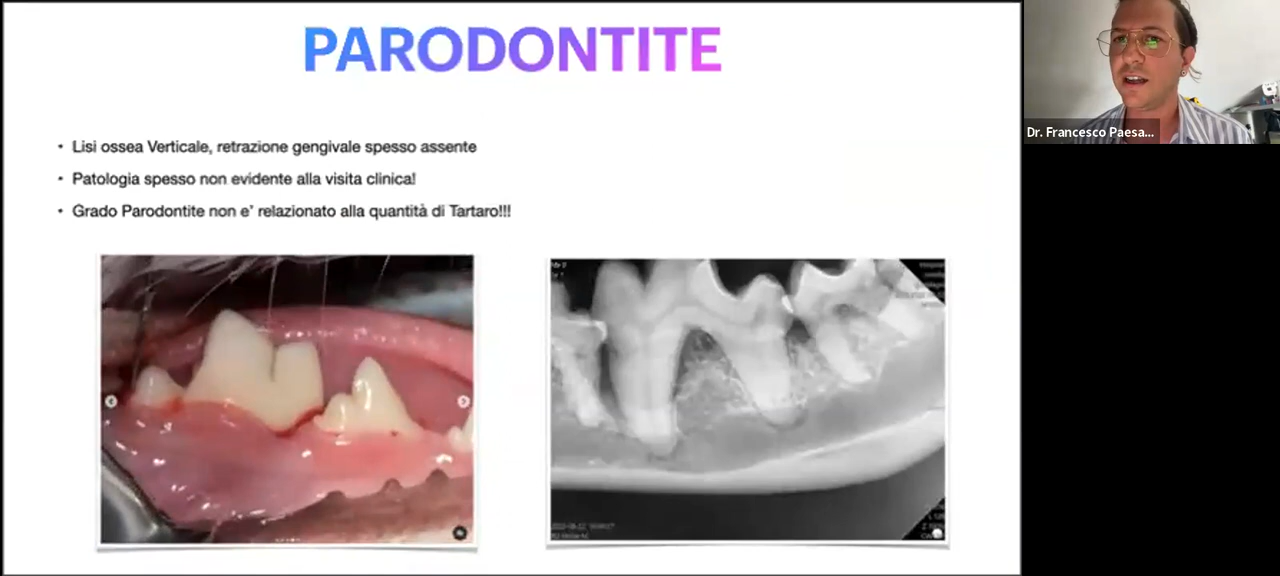 PARODONTITE
• Lisi ossea Verticale, retrazione gengivale spesso assente
• Patologia spesso non evidente alla visita clinica!
• Grado Parodontite non e' relazionato alla quantità di Tartaro!!!
Dr. Francesco Paesa...